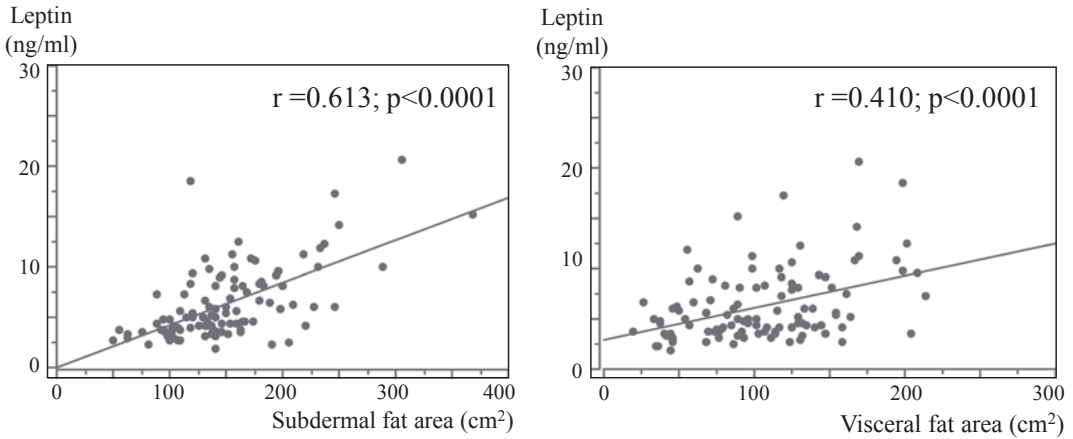 Leptin
(ng/ml)
30
20
10
0
r =0.613; p<0.0001
0 100 200 300 400
Subdermal fat area (cm²)
Leptin
(ng/ml)
30
20
10
0
r =0.410; p<0.0001
0 100 200 300
Visceral fat area (cm²)